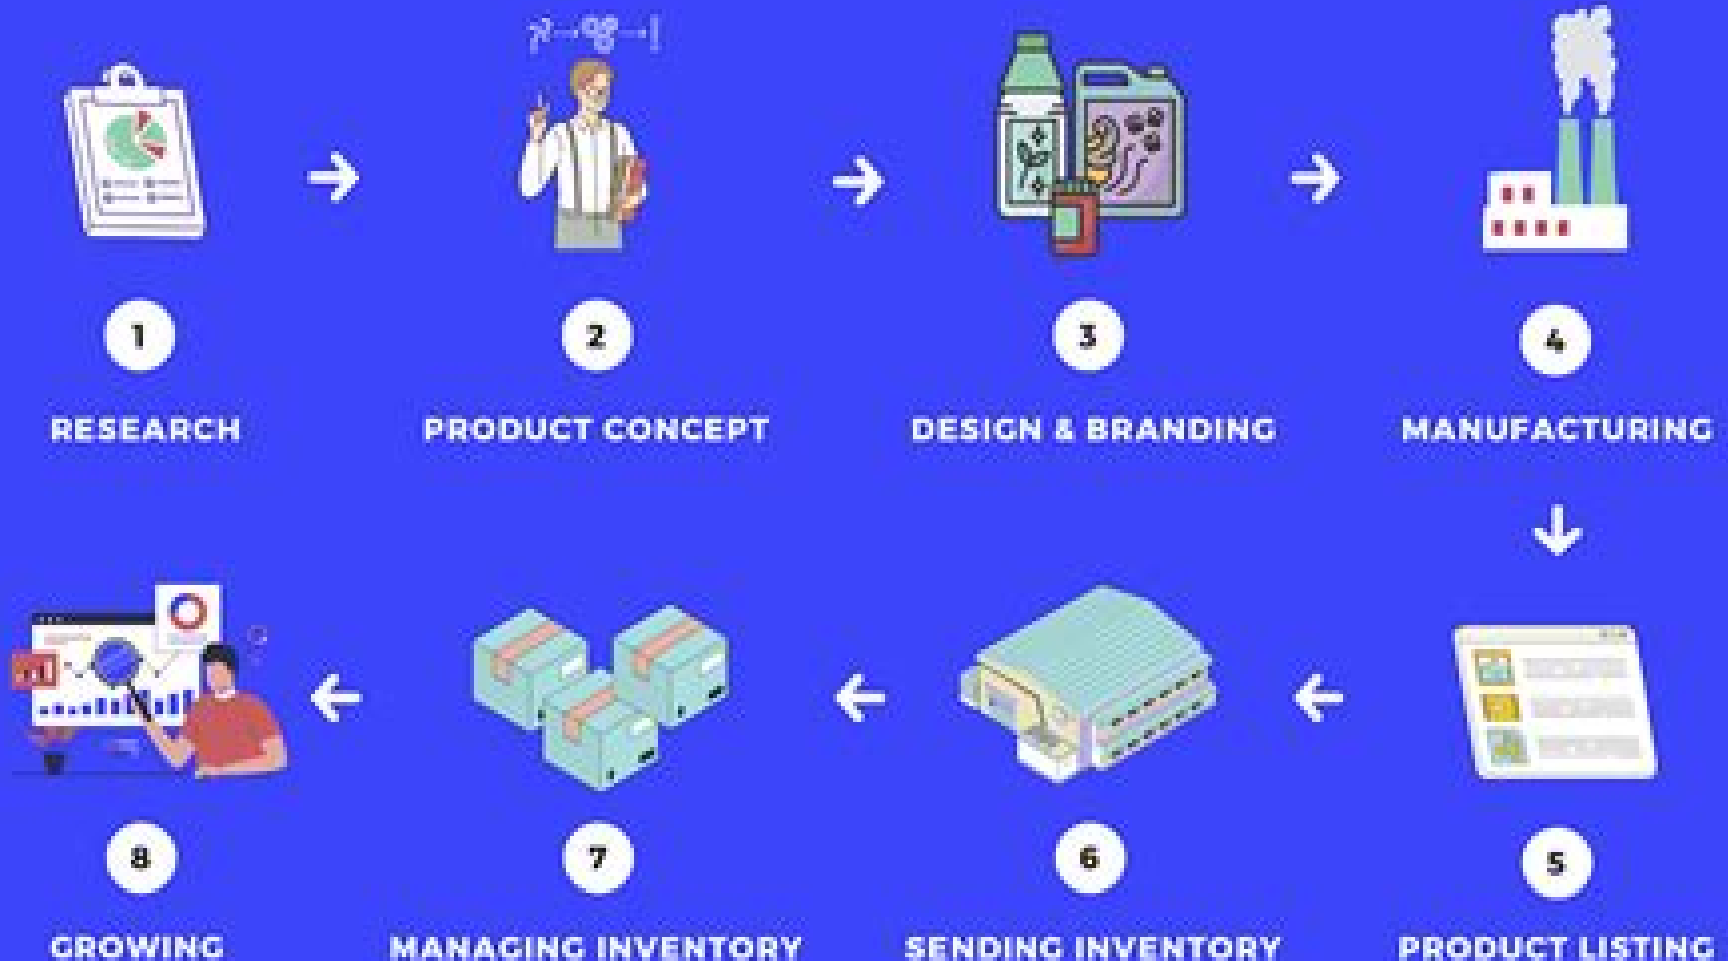 1
RESEARCH
2
PRODUCT CONCEPT
3
DESIGN & BRANDING
4
MANUFACTURING
5
PRODUCT LISTING
6
SENDING INVENTORY
7
MANAGING INVENTORY
8
GROWING